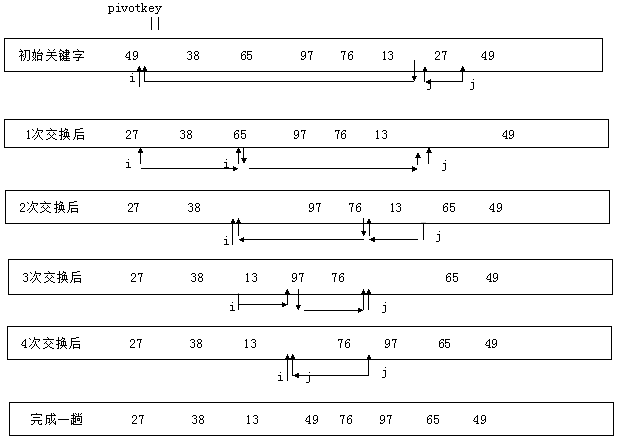 pivotkey
初始关键字 49 38 65 97 76 13 27 49
i j j
1次交换后 27 38 65 97 76 13 49
i i j
2次交换后 27 38 97 76 13 65 49
i j
3次交换后 27 38 13 97 76 65 49
i j
4次交换后 27 38 13 76 97 65 49
i j j
完成一趟 27 38 13 49 76 97 65 49